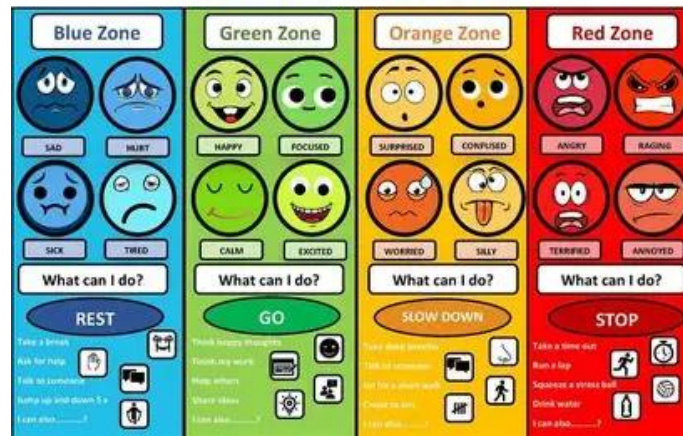 Blue Zone
SAD
HURT
SICK
TIRED
What can I do?
REST
Take a break
Ask for help
Talk to someone
Jump up and down 5 x
I can also..........?
Green Zone
HAPPY
FOCUSED
CALM
EXCITED
What can I do?
GO
Think happy thoughts
Finish my work
Help others
Share ideas
I can also..........?
Orange Zone
SURPRISED
CONFUSED
WORRIED
SILLY
What can I do?
SLOW DOWN
Take deep breaths
Talk to someone
Go for a short walk
Count to
I can also..........?
Red Zone
ANGRY
RAGING
TERRIFIED
ANNOYED
What can I do?
STOP
Take a time out
Run a lap
Squeeze a stress ball
Drink water
I can also..........?